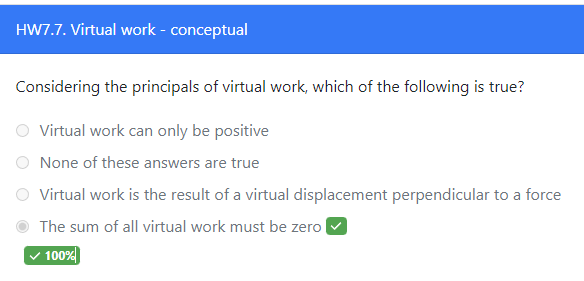 HW7.7. Virtual work - conceptual
Considering the principals of virtual work, which of the following is true?
Virtual work can only be positive
None of these answers are true
Virtual work is the result of a virtual displacement perpendicular to a force
The sum of all virtual work must be zero
100%